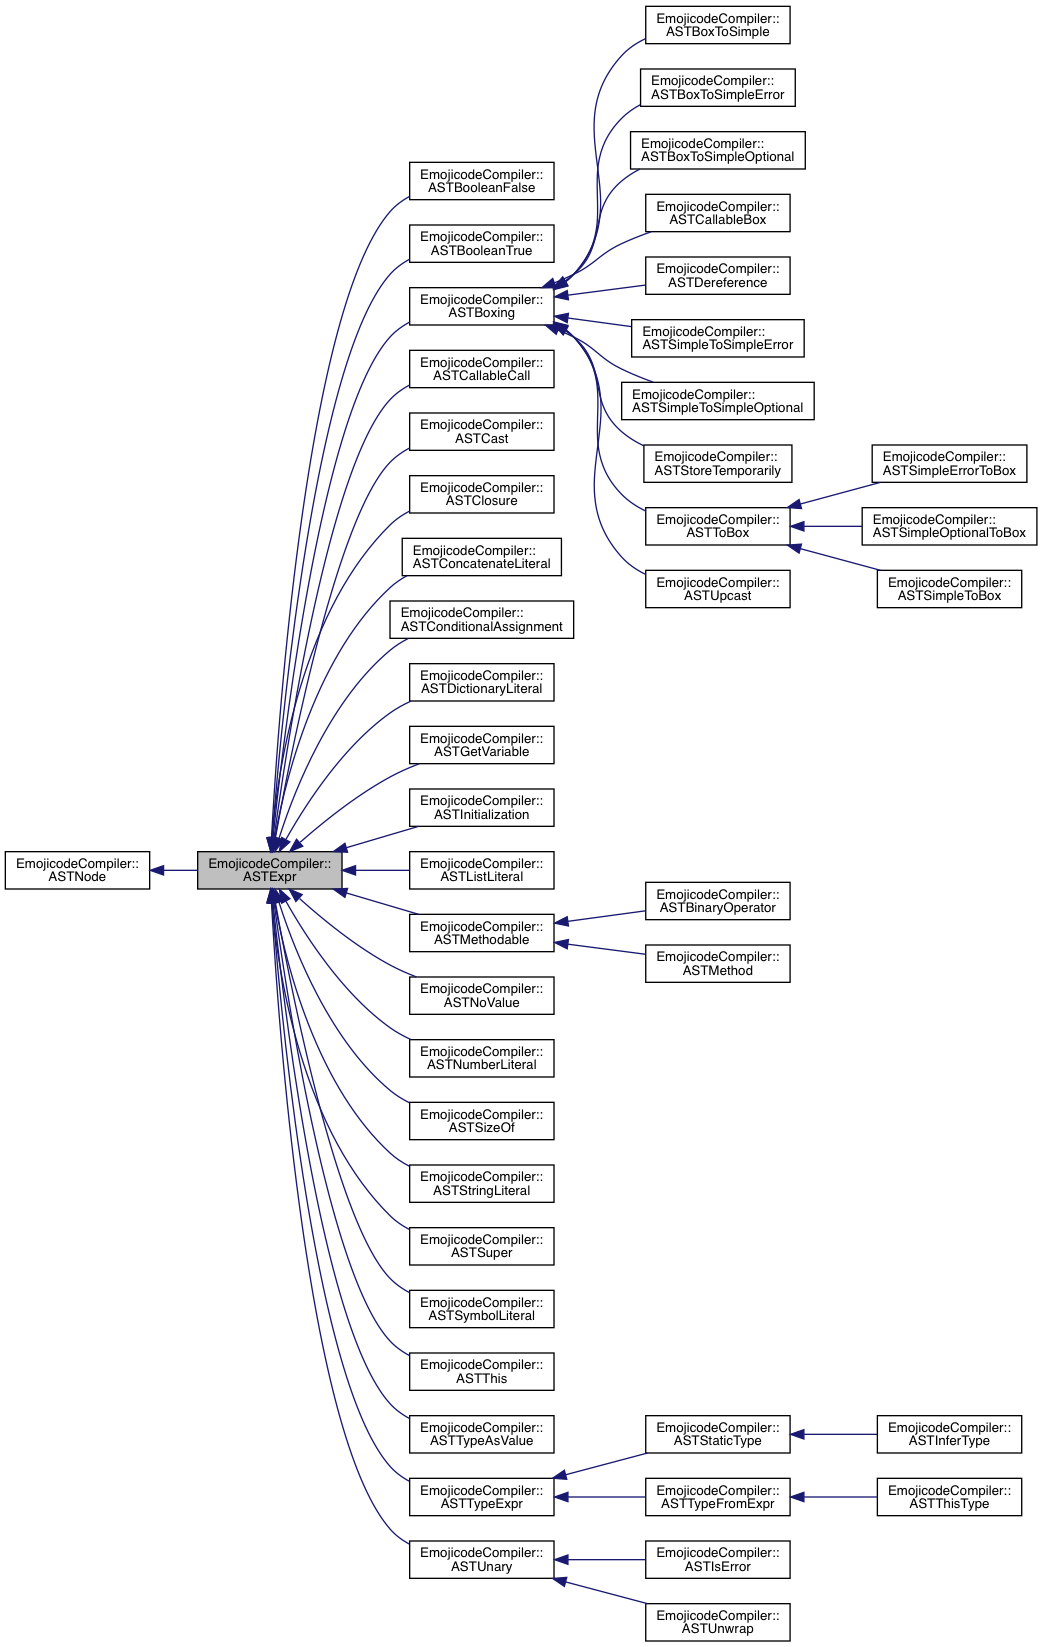 EmojicodeCompiler::
ASTNode
EmojicodeCompiler::
ASTExpr
EmojicodeCompiler::
ASTBooleanFalse
EmojicodeCompiler::
ASTBooleanTrue
EmojicodeCompiler::
ASTBoxing
EmojicodeCompiler::
ASTCallableCall
EmojicodeCompiler::
ASTCast
EmojicodeCompiler::
ASTClosure
EmojicodeCompiler::
ASTConcatenateLiteral
EmojicodeCompiler::
ASTConditionalAssignment
EmojicodeCompiler::
ASTDictionaryLiteral
EmojicodeCompiler::
ASTGetVariable
EmojicodeCompiler::
ASTInitialization
EmojicodeCompiler::
ASTListLiteral
EmojicodeCompiler::
ASTMethodable
EmojicodeCompiler::
ASTNoValue
EmojicodeCompiler::
ASTNumberLiteral
EmojicodeCompiler::
ASTSizeOf
EmojicodeCompiler::
ASTStringLiteral
EmojicodeCompiler::
ASTSuper
EmojicodeCompiler::
ASTSymbolLiteral
EmojicodeCompiler::
ASTThis
EmojicodeCompiler::
ASTTypeAsValue
EmojicodeCompiler::
ASTTypeExpr
EmojicodeCompiler::
ASTUnary
EmojicodeCompiler::
ASTBoxToSimple
EmojicodeCompiler::
ASTBoxToSimpleError
EmojicodeCompiler::
ASTBoxToSimpleOptional
EmojicodeCompiler::
ASTCallableBox
EmojicodeCompiler::
ASTDereference
EmojicodeCompiler::
ASTSimpleToSimpleError
EmojicodeCompiler::
ASTSimpleToSimpleOptional
EmojicodeCompiler::
ASTStoreTemporarily
EmojicodeCompiler::
ASTToBox
EmojicodeCompiler::
ASTUpcast
EmojicodeCompiler::
ASTBinaryOperator
EmojicodeCompiler::
ASTMethod
EmojicodeCompiler::
ASTStaticType
EmojicodeCompiler::
ASTTypeFromExpr
EmojicodeCompiler::
ASTIsError
EmojicodeCompiler::
ASTUnwrap
EmojicodeCompiler::
ASTSimpleErrorToBox
EmojicodeCompiler::
ASTSimpleOptionalToBox
EmojicodeCompiler::
ASTSimpleToBox
EmojicodeCompiler::
ASTInferType
EmojicodeCompiler::
ASTThisType